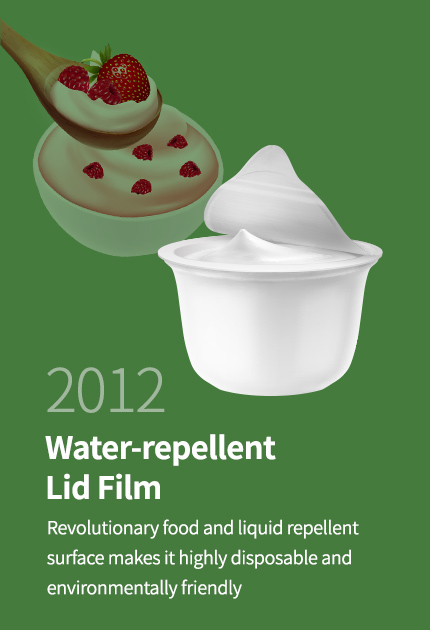 2012
Water-repellent
Lid Film
Revolutionary food and liquid repellent
surface makes it highly disposable and
environmentally friendly